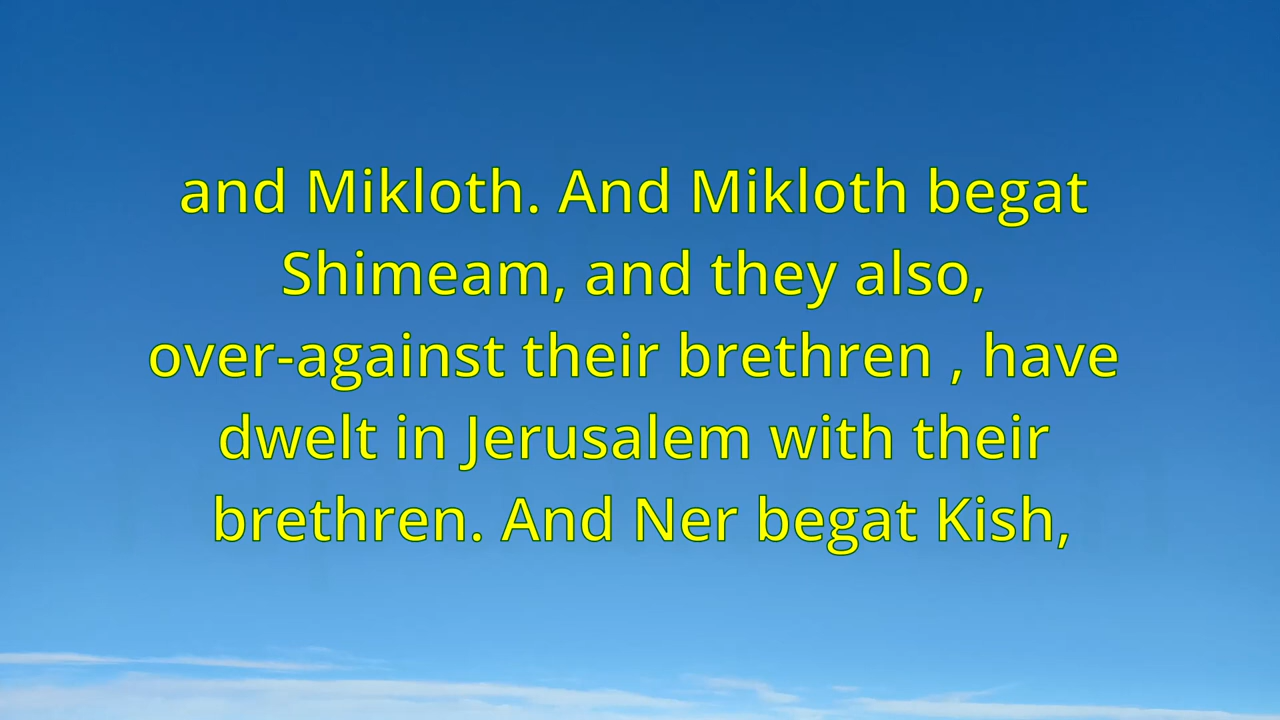 and Mikloth. And Mikloth begat
Shimeam, and they also,
over-against their brethren , have
dwelt in Jerusalem with their
brethren. And Ner begat Kish,